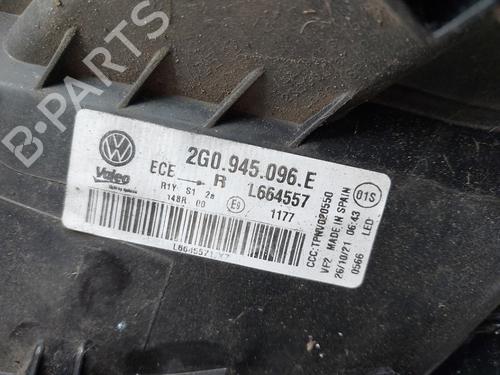 B-PARTS
2G0.945.096.E
Valeo
ECE R L664557
R1Y S1 2a E9 1177
148R 00
CCC:TPNV020550
VF2 MADE IN SPAIN
26/10/21 06:43
01S
0566 LED